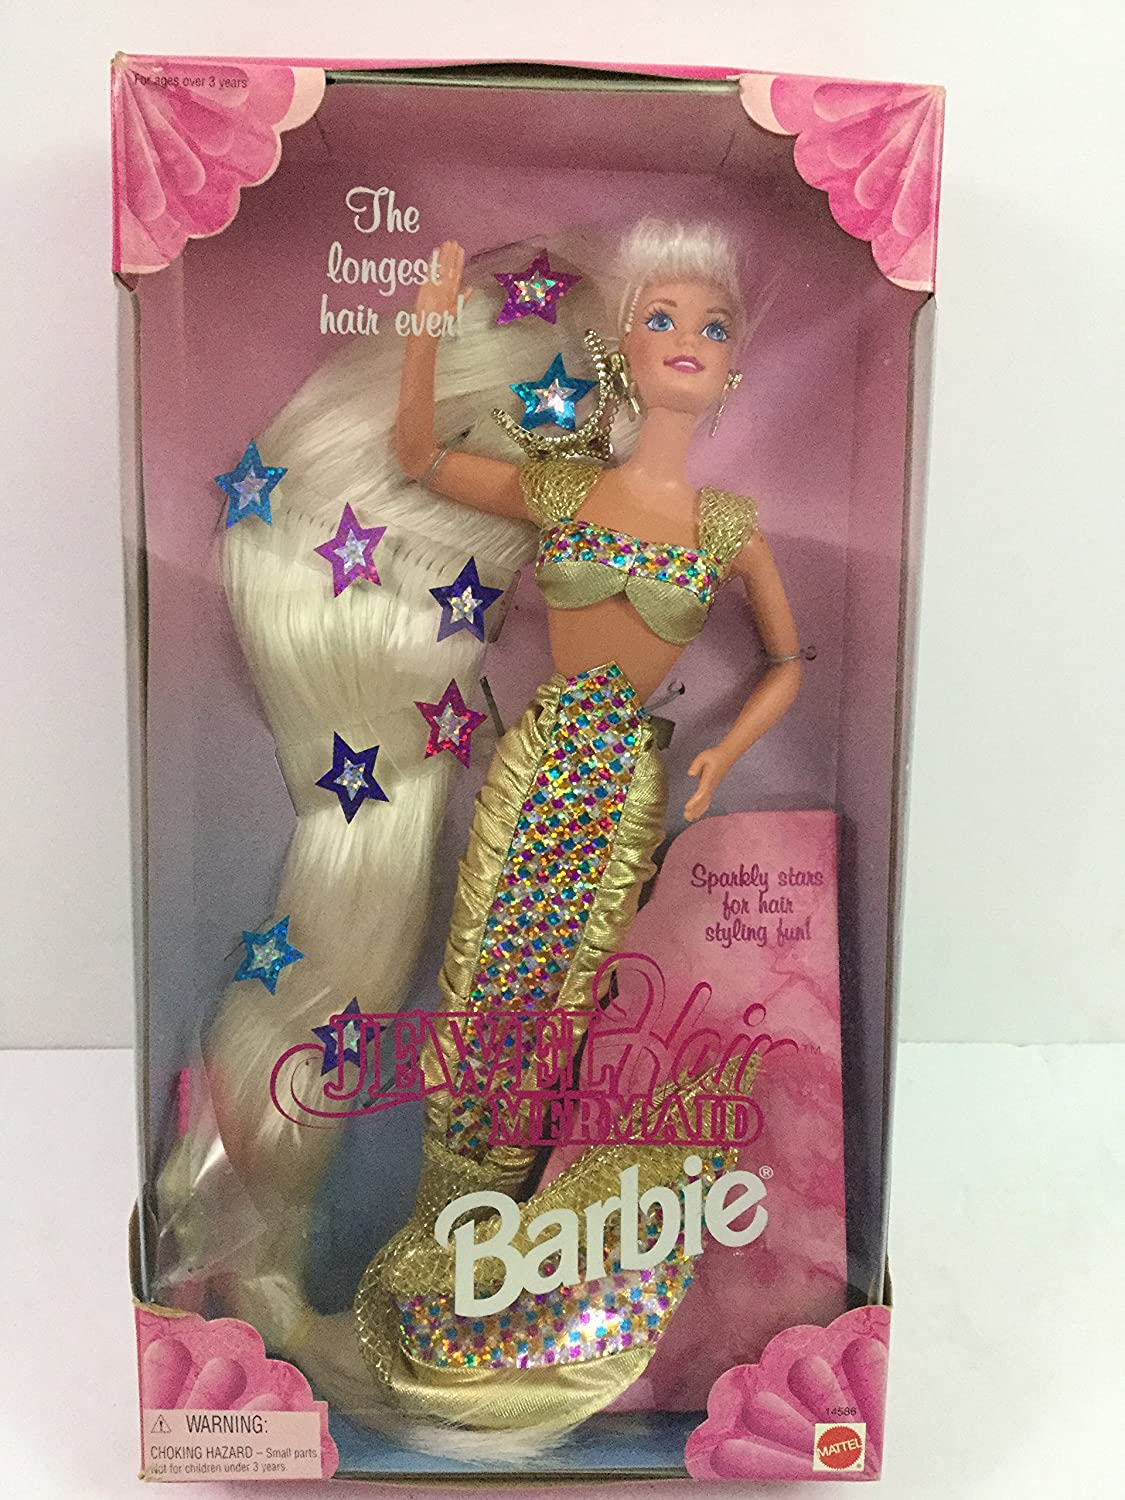 For ages over 3 years
The
longest
hair ever!
Sparkly stars
for hair
styling fun!
JEWEL Hair™
MERMAID
Barbie®
14586
⚠ WARNING:
CHOKING HAZARD – Small parts
Not for children under 3 years.
MATTEL
®